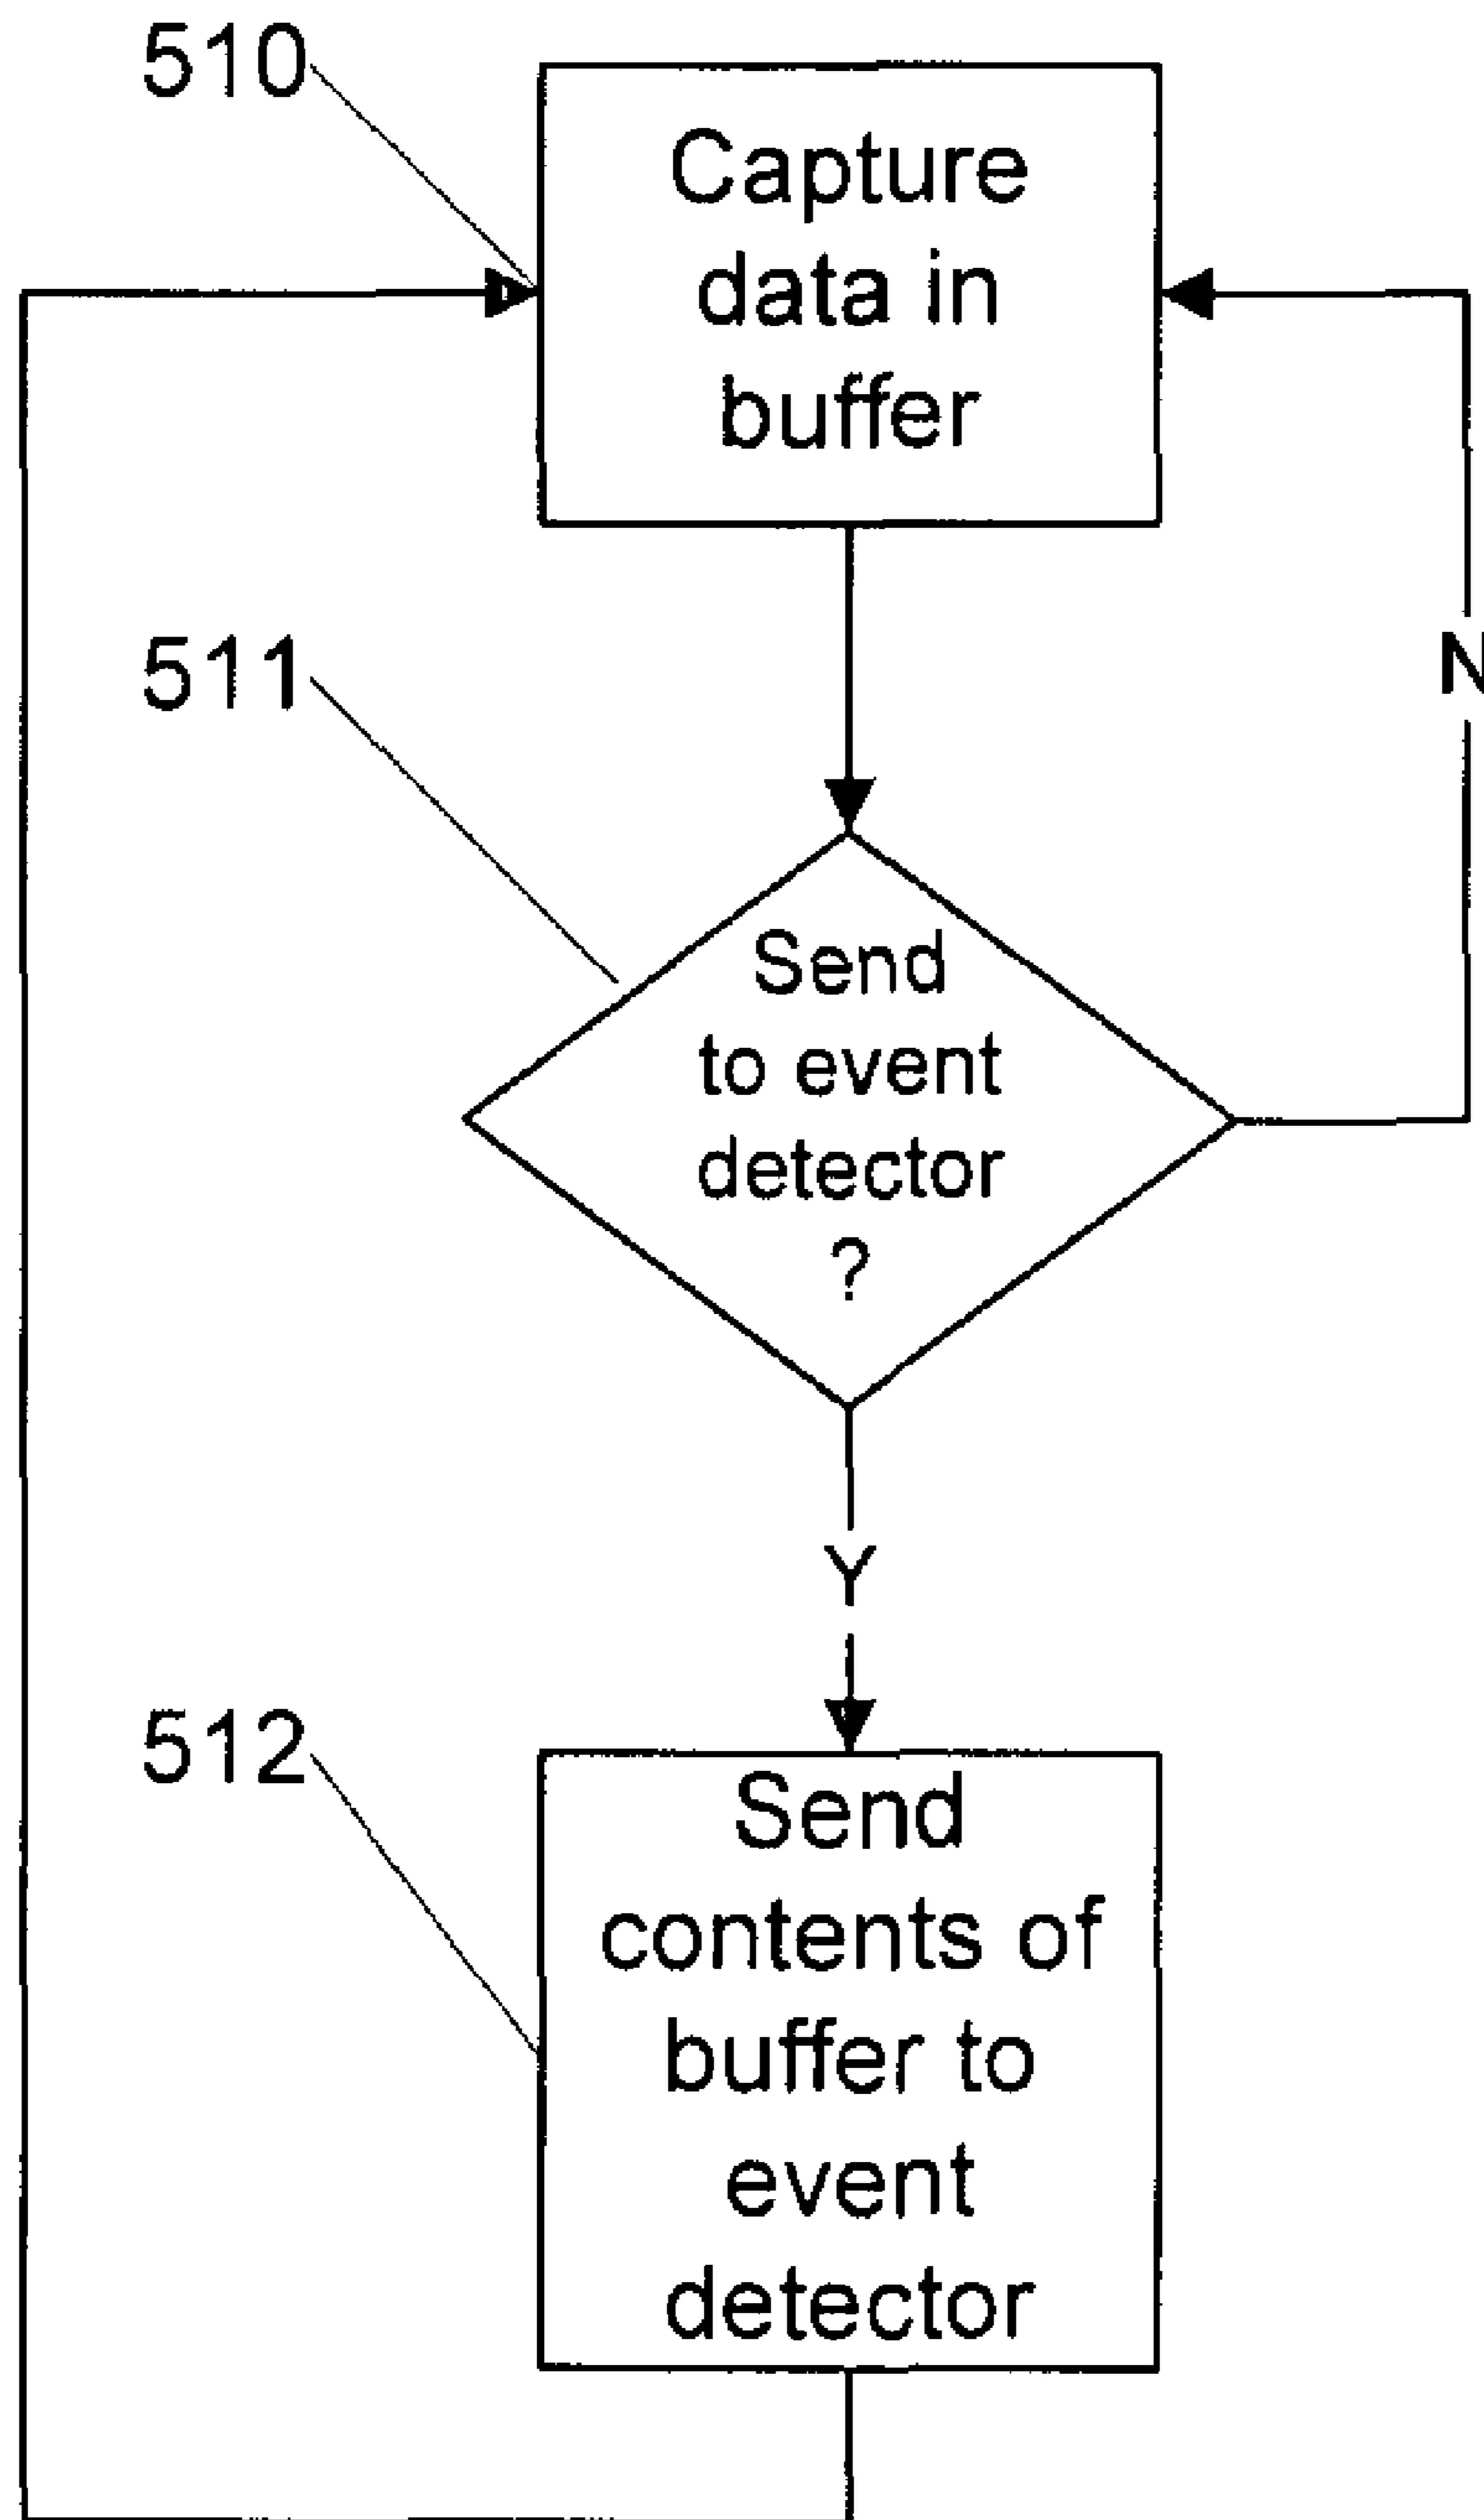 510
Capture
data in
buffer
511
N
Send
to event
detector
?
Y
512
Send
contents of
buffer to
event
detector